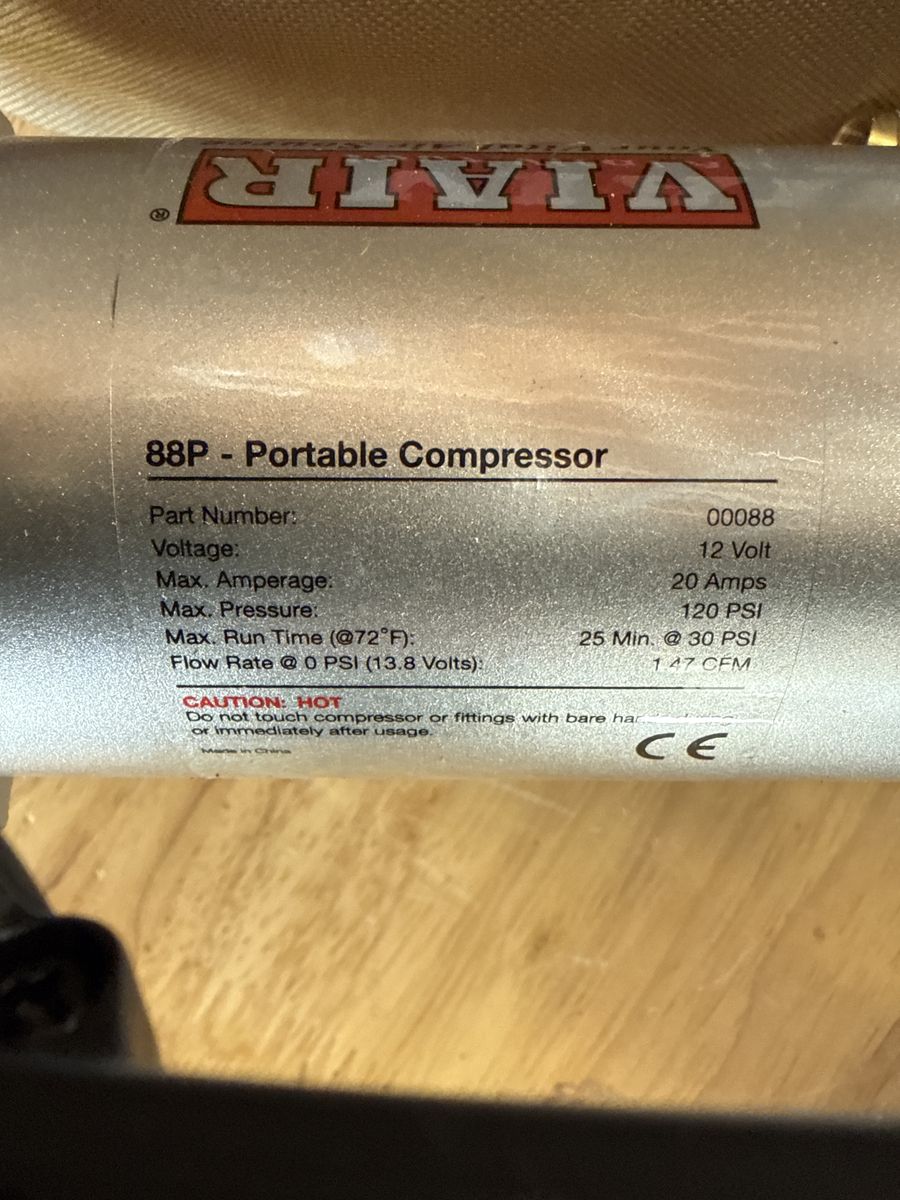 VIAIR
®
88P - Portable Compressor
Part Number: 00088
Voltage: 12 Volt
Max. Amperage: 20 Amps
Max. Pressure: 120 PSI
Max. Run Time (@72°F): 25 Min. @ 30 PSI
Flow Rate @ 0 PSI (13.8 Volts): 1.47 CFM
CAUTION: HOT
Do not touch compressor or fittings with bare
or immediately after usage.
Made in China
CE